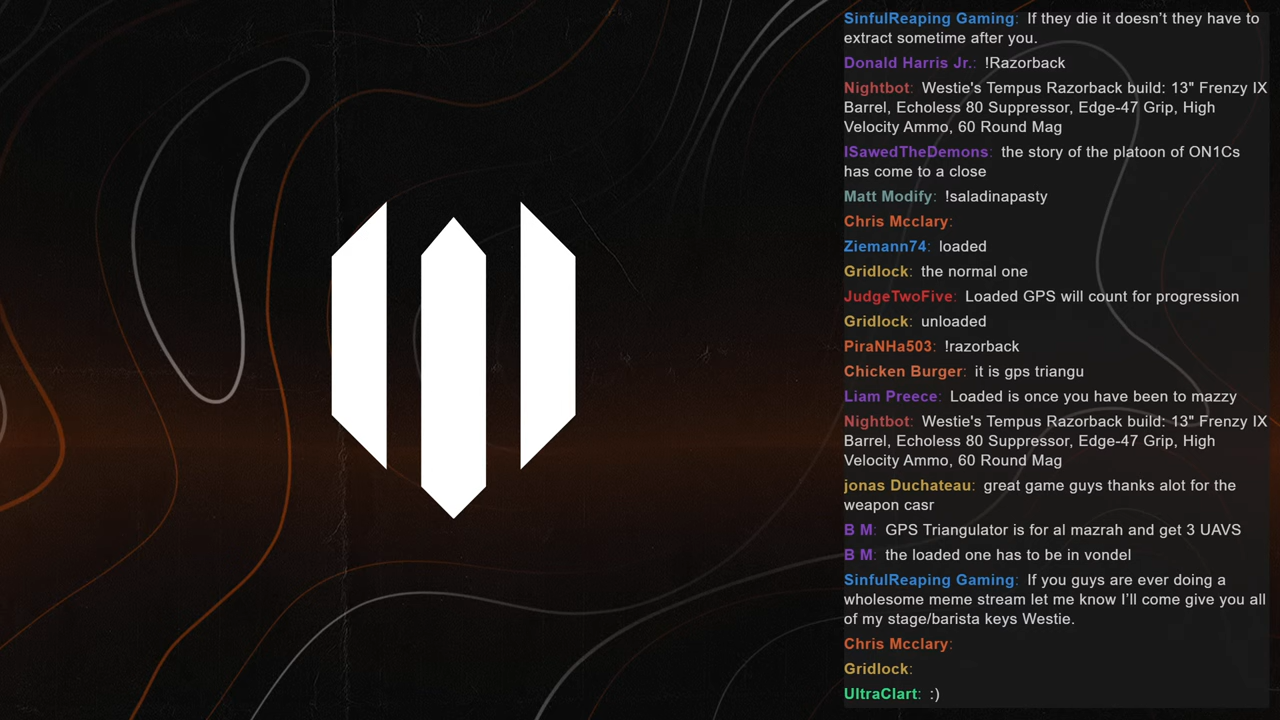 SinfulReaping Gaming: If they die it doesn't they have to
extract sometime after you.
Donald Harris Jr.: !Razorback
Nightbot: Westie's Tempus Razorback build: 13" Frenzy IX
Barrel, Echoless 80 Suppressor, Edge-47 Grip, High
Velocity Ammo, 60 Round Mag
ISawedTheDemons: the story of the platoon of ON1Cs
has come to a close
Matt Modify: !saladinapasty
Chris Mcclary:
Ziemann74: loaded
Gridlock: the normal one
JudgeTwoFive: Loaded GPS will count for progression
Gridlock: unloaded
PiraNHa503: !razorback
Chicken Burger: it is gps triangu
Liam Preece: Loaded is once you have been to mazzy
Nightbot: Westie's Tempus Razorback build: 13" Frenzy IX
Barrel, Echoless 80 Suppressor, Edge-47 Grip, High
Velocity Ammo, 60 Round Mag
jonas Duchateau: great game guys thanks alot for the
weapon casr
B M: GPS Triangulator is for al mazrah and get 3 UAVS
B M: the loaded one has to be in vondel
SinfulReaping Gaming: If you guys are ever doing a
wholesome meme stream let me know I'll come give you all
of my stage/barista keys Westie.
Chris Mcclary:
Gridlock:
UltraClart: :)